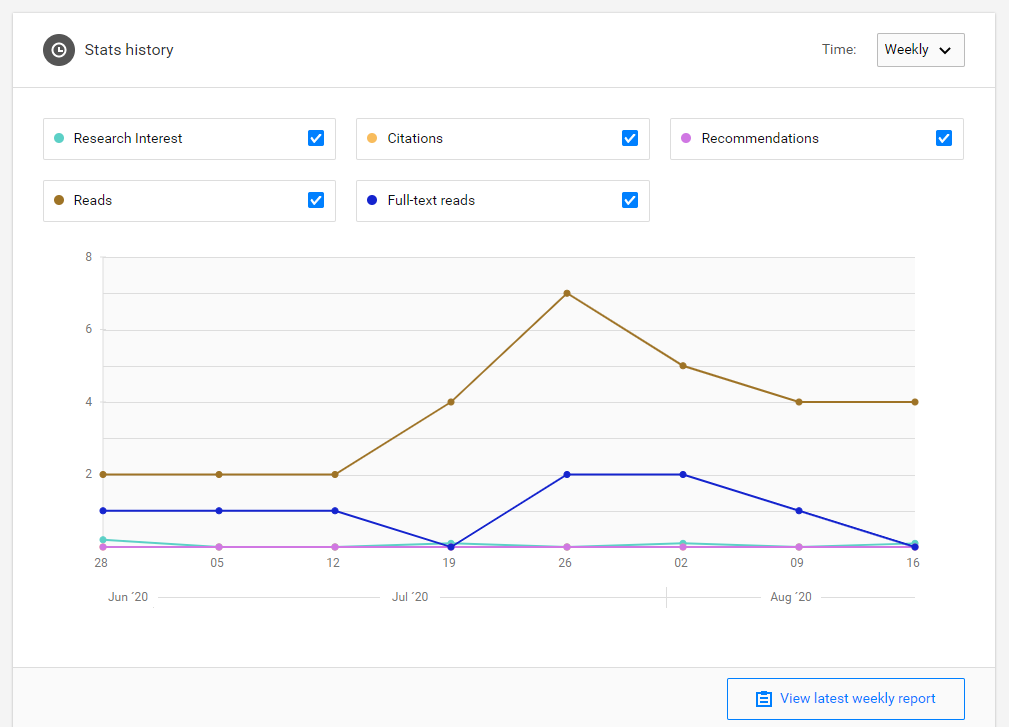 Stats history
Time: Weekly
Research Interest
Citations
Recommendations
Reads
Full-text reads
8
6
4
2
28 05 12 19 26 02 09 16
Jun ´20 Jul ´20 Aug ´20
View latest weekly report